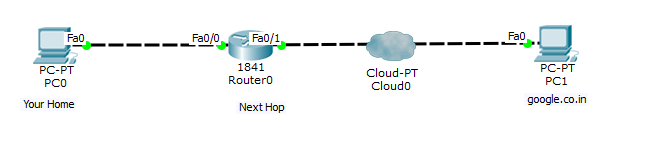 Fa0 Fa0/0 Fa0/1 Fa0
PC-PT 1841 Cloud-PT PC-PT
PC0 Router0 Cloud0 PC1
Your Home Next Hop google.co.in